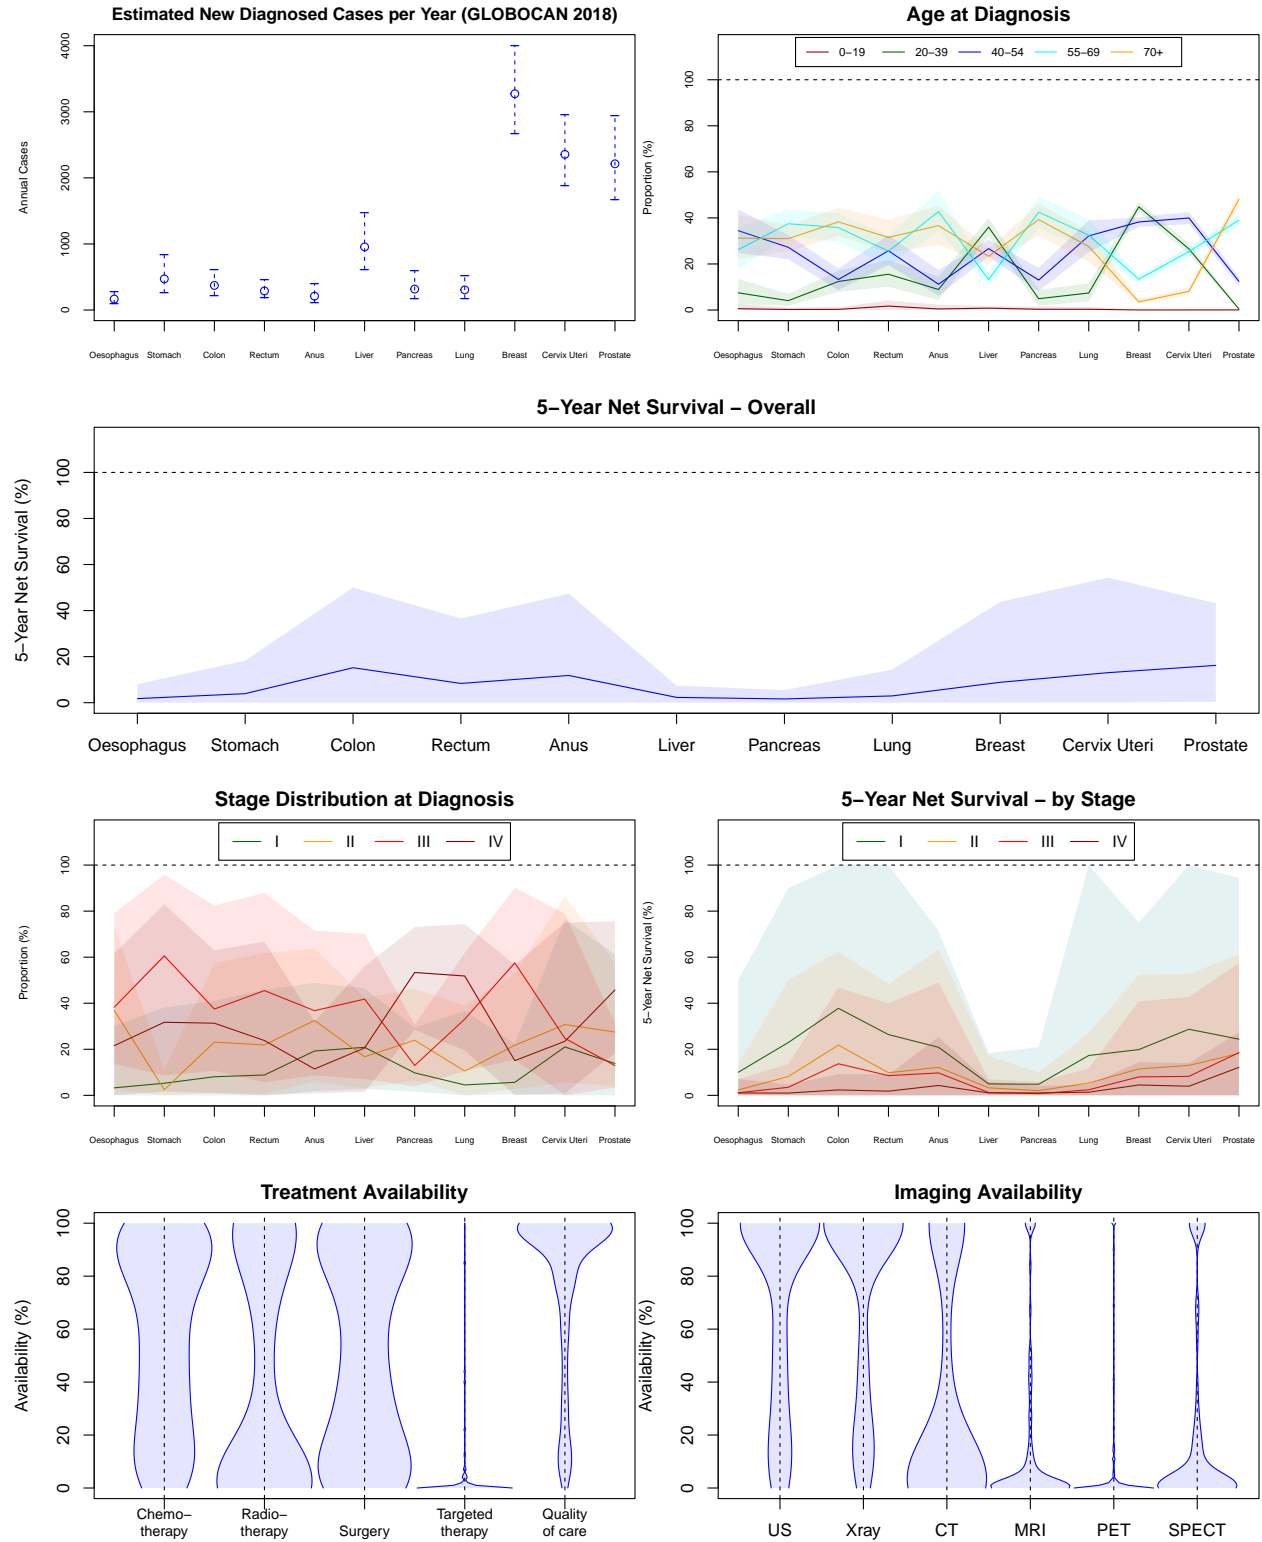 Estimated New Diagnosed Cases per Year (GLOBOCAN 2018)
Annual Cases
4000
3000
2000
1000
0
Oesophagus Stomach Colon Rectum Anus Liver Pancreas Lung Breast Cervix Uteri Prostate
Age at Diagnosis
0–19 20–39 40–54 55–69 70+
Proportion (%)
100
80
60
40
20
0
Oesophagus Stomach Colon Rectum Anus Liver Pancreas Lung Breast Cervix Uteri Prostate
5–Year Net Survival – Overall
5–Year Net Survival (%)
100
80
60
40
20
0
Oesophagus Stomach Colon Rectum Anus Liver Pancreas Lung Breast Cervix Uteri Prostate
Stage Distribution at Diagnosis
I II III IV
Proportion (%)
100
80
60
40
20
0
Oesophagus Stomach Colon Rectum Anus Liver Pancreas Lung Breast Cervix Uteri Prostate
5–Year Net Survival – by Stage
I II III IV
5–Year Net Survival (%)
100
80
60
40
20
0
Oesophagus Stomach Colon Rectum Anus Liver Pancreas Lung Breast Cervix Uteri Prostate
Treatment Availability
Availability (%)
100
80
60
40
20
0
Chemo–
therapy
Radio–
therapy
Surgery
Targeted
therapy
Quality
of care
Imaging Availability
Availability (%)
100
80
60
40
20
0
US Xray CT MRI PET SPECT